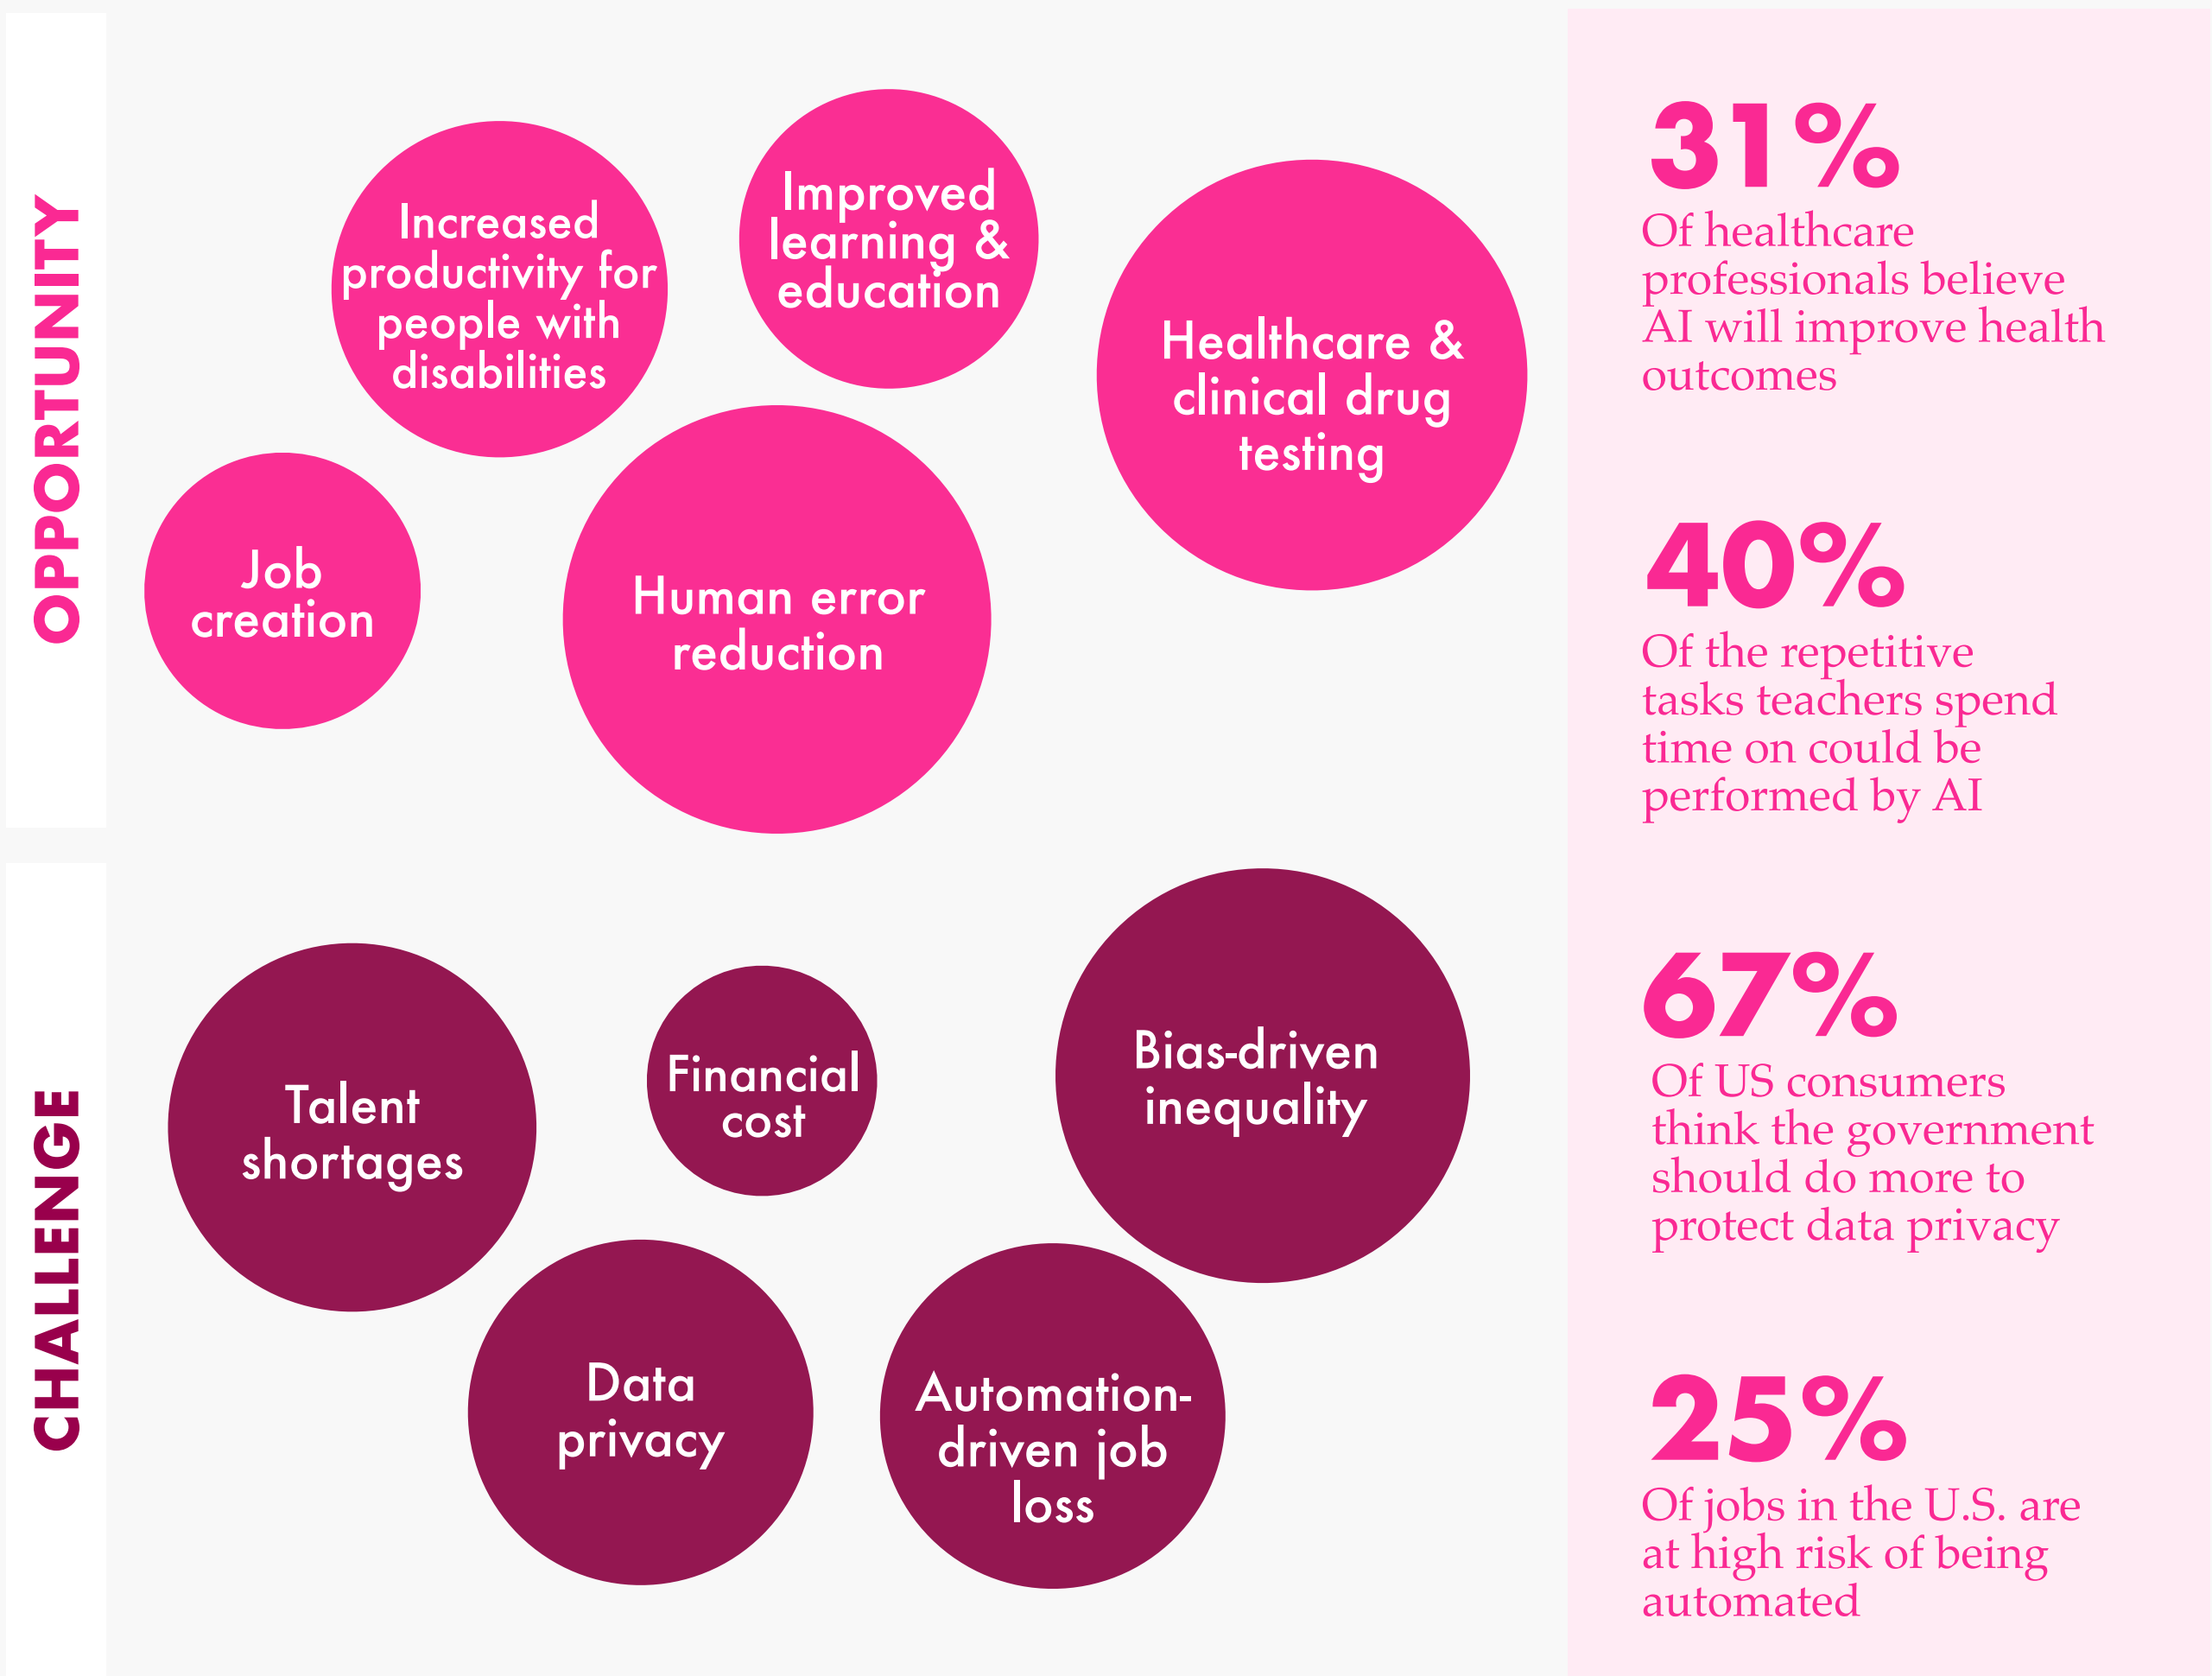 OPPORTUNITY
Increased
productivity for
people with
disabilities
Improved
learning &
education
Healthcare &
clinical drug
testing
Job
creation
Human error
reduction
CHALLENGE
Talent
shortages
Financial
cost
Bias-driven
inequality
Data
privacy
Automation-
driven job
loss
31%
Of healthcare
professionals believe
AI will improve health
outcomes
40%
Of the repetitive
tasks teachers spend
time on could be
performed by AI
67%
Of US consumers
think the government
should do more to
protect data privacy
25%
Of jobs in the U.S. are
at high risk of being
automated